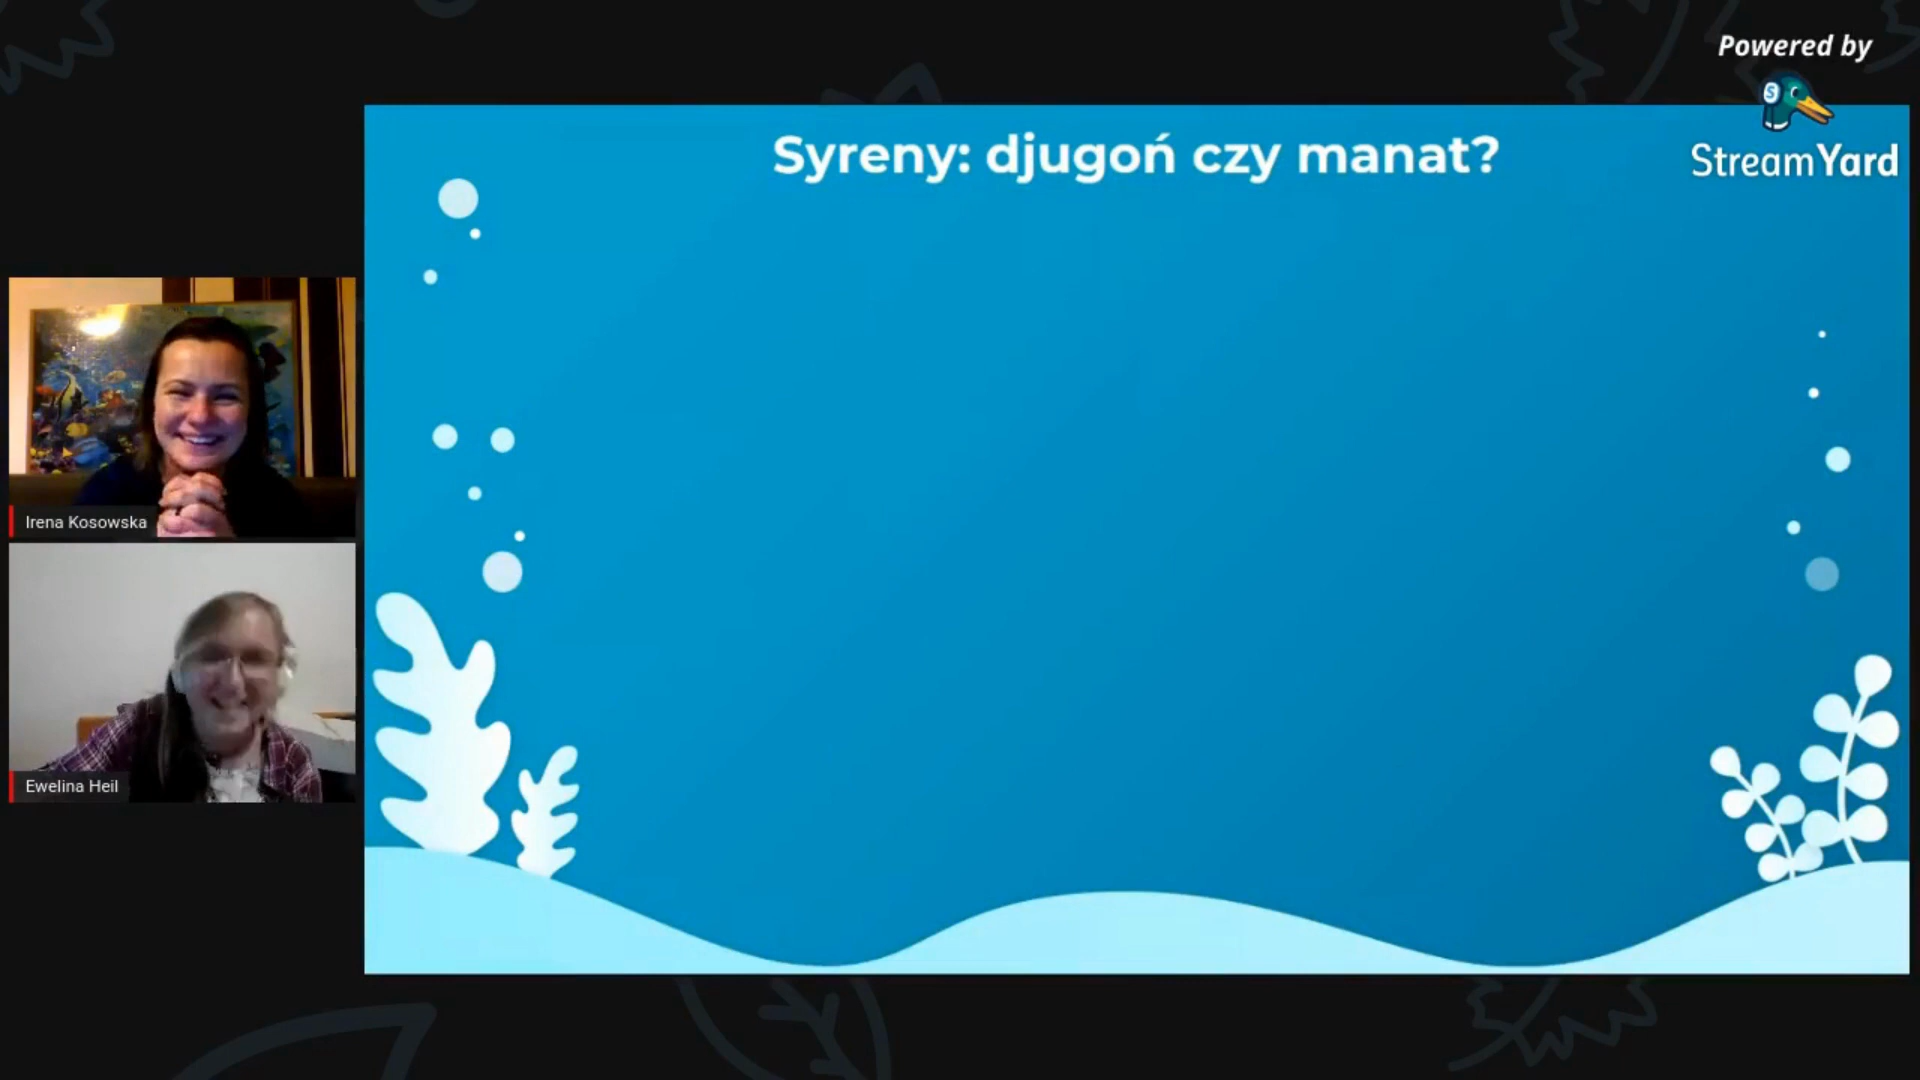 Powered by
StreamYard
Syreny: djugoń czy manat?
Irena Kosowska
Ewelina Heil